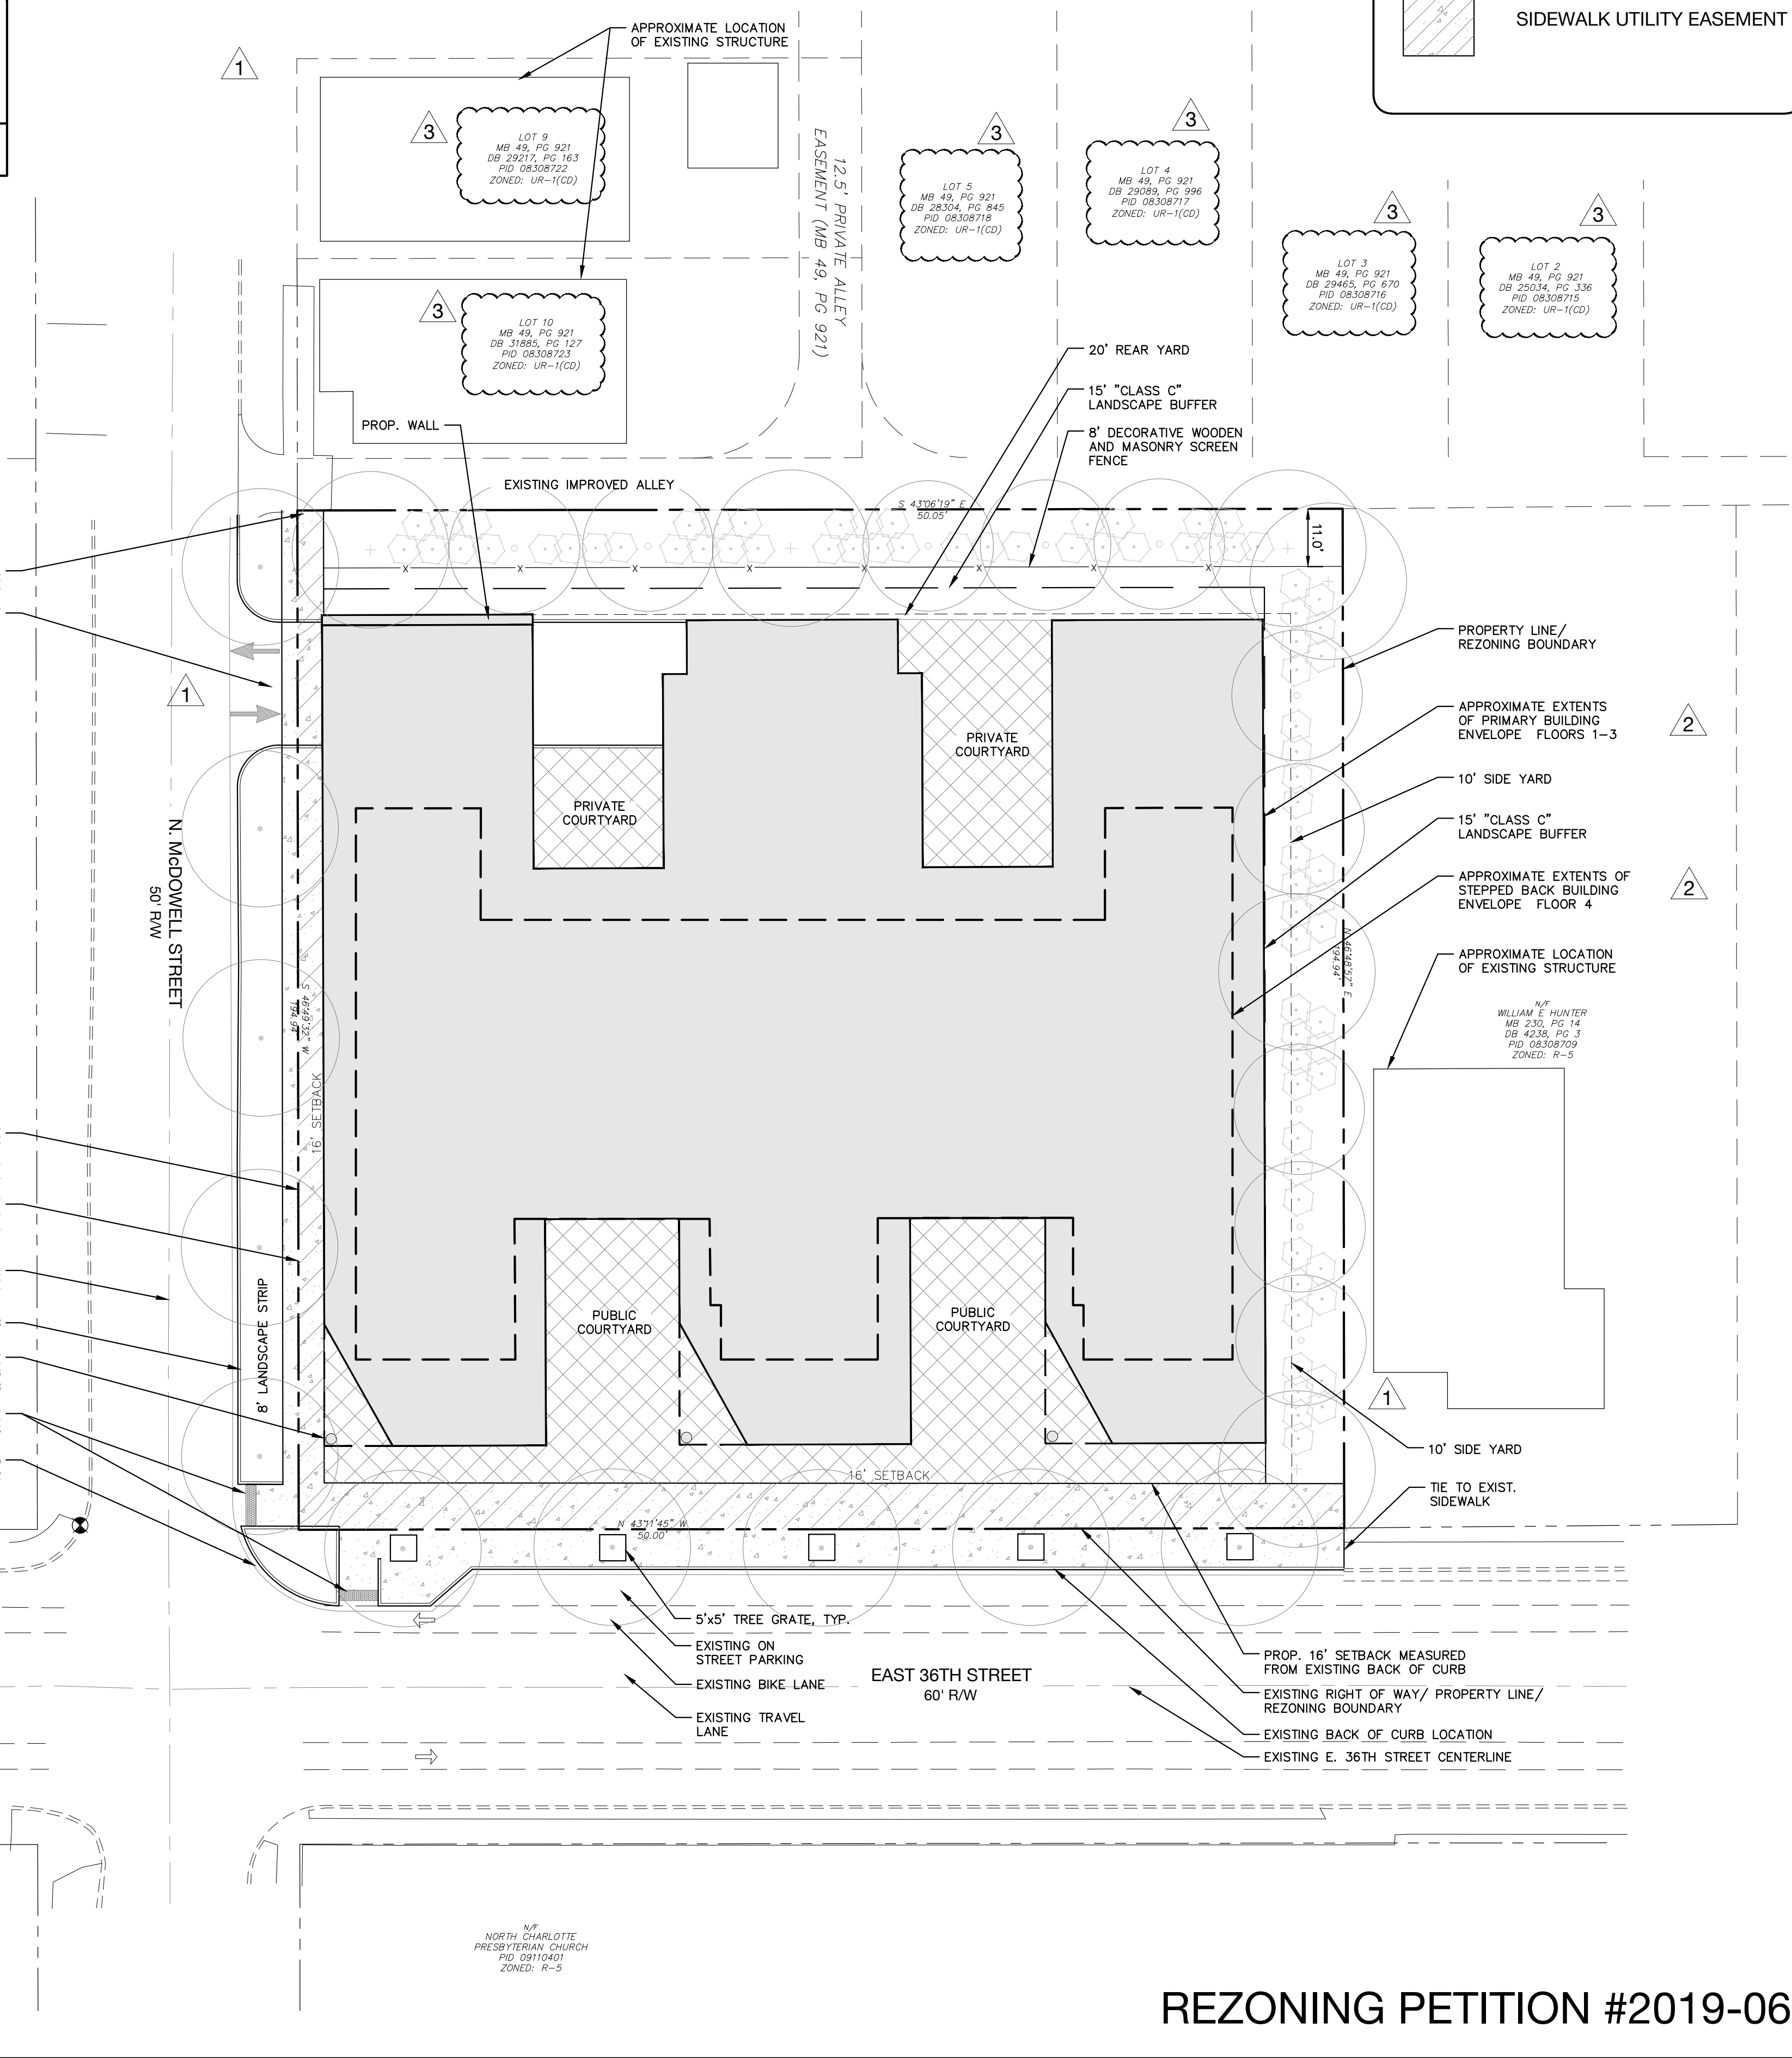 SIDEWALK UTILITY EASEMENT
APPROXIMATE LOCATION
OF EXISTING STRUCTURE
1
3
LOT 9
MB 49, PG 921
DB 29217, PG 163
PID 08308722
ZONED: UR-1(CD)
12.5' PRIVATE ALLEY
EASEMENT (MB 49, PG 921)
3
LOT 5
MB 49, PG 921
DB 28304, PG 845
PID 08308718
ZONED: UR-1(CD)
3
LOT 4
MB 49, PG 921
DB 29089, PG 996
PID 08308717
ZONED: UR-1(CD)
3
LOT 3
MB 49, PG 921
DB 29465, PG 670
PID 08308716
ZONED: UR-1(CD)
3
LOT 2
MB 49, PG 921
DB 25034, PG 336
PID 08308715
ZONED: UR-1(CD)
3
LOT 10
MB 49, PG 921
DB 31885, PG 127
PID 08308723
ZONED: UR-1(CD)
20' REAR YARD
15' "CLASS C"
LANDSCAPE BUFFER
8' DECORATIVE WOODEN
AND MASONRY SCREEN
FENCE
PROP. WALL
EXISTING IMPROVED ALLEY
S 43°06'19" E
50.05'
11.0'
X X X X X X X X
PROPERTY LINE/
REZONING BOUNDARY
1
APPROXIMATE EXTENTS
OF PRIMARY BUILDING
ENVELOPE FLOORS 1-3
2
PRIVATE
COURTYARD
PRIVATE
COURTYARD
10' SIDE YARD
15' "CLASS C"
LANDSCAPE BUFFER
N. McDOWELL STREET
50' R/W
APPROXIMATE EXTENTS OF
STEPPED BACK BUILDING
ENVELOPE FLOOR 4
2
S 46°49'32" W
194.94'
N 46°48'57" E
194.94'
APPROXIMATE LOCATION
OF EXISTING STRUCTURE
N/F
WILLIAM E HUNTER
MB 230, PG 14
DB 4238, PG 3
PID 08308709
ZONED: R-5
16' SETBACK
8' LANDSCAPE STRIP
PUBLIC
COURTYARD
PUBLIC
COURTYARD
1
10' SIDE YARD
16' SETBACK
TIE TO EXIST.
SIDEWALK
N 43°11'45" W
50.00'
5'x5' TREE GRATE, TYP.
EXISTING ON
STREET PARKING
EXISTING BIKE LANE
EXISTING TRAVEL
LANE
EAST 36TH STREET
60' R/W
PROP. 16' SETBACK MEASURED
FROM EXISTING BACK OF CURB
EXISTING RIGHT OF WAY/ PROPERTY LINE/
REZONING BOUNDARY
EXISTING BACK OF CURB LOCATION
EXISTING E. 36TH STREET CENTERLINE
N/F
NORTH CHARLOTTE
PRESBYTERIAN CHURCH
PID 09110401
ZONED: R-5
REZONING PETITION #2019-06